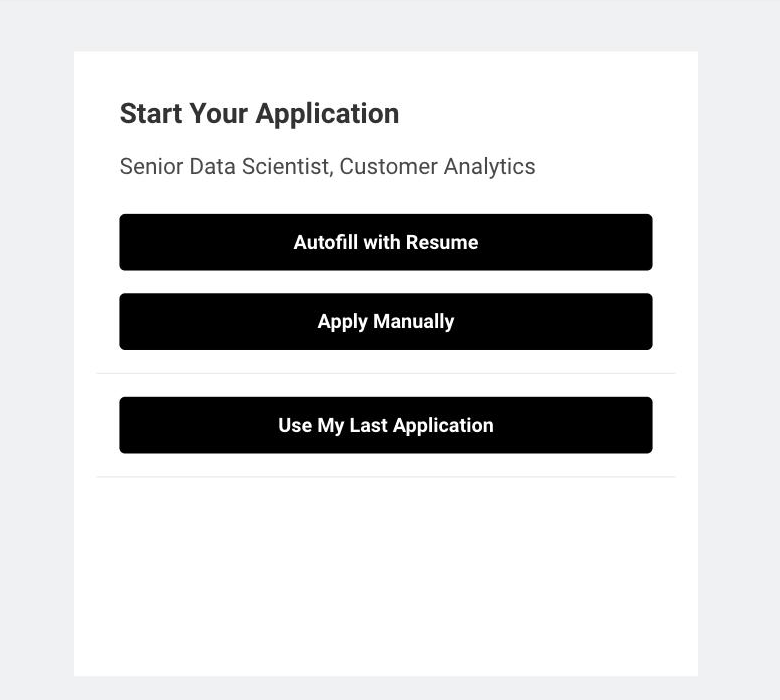 Start Your Application
Senior Data Scientist, Customer Analytics
Autofill with Resume
Apply Manually
Use My Last Application